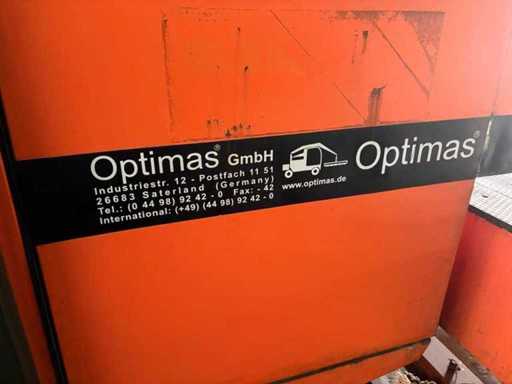 Optimas® GmbH
Industriestr. 12 - Postfach 11 51
26683 Saterland (Germany)
Tel.: (0 44 98) 92 42 - 0 Fax: - 42
International: (+49) (44 98) 92 42 - 0
www.optimas.de
Optimas®